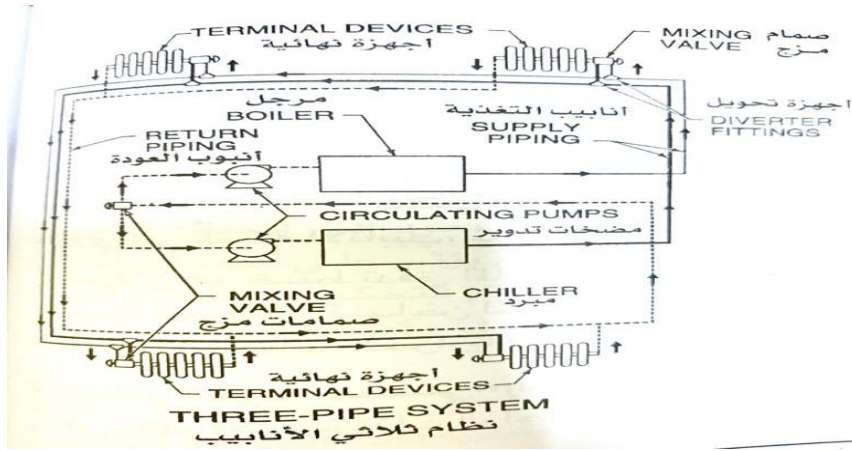 TERMINAL DEVICES
أجهزة نهائية
MIXING VALVE
صمام مزج
أجهزة تحويل
DIVERTER FITTINGS
مرجل
BOILER
أنابيب التغذية
SUPPLY PIPING
RETURN PIPING
أنبوب العودة
CIRCULATING PUMPS
مضخات تدوير
CHILLER
مبرد
MIXING VALVE
صمامات مزج
أجهزة نهائية
TERMINAL DEVICES
THREE-PIPE SYSTEM
نظام ثلاثي الأنابيب